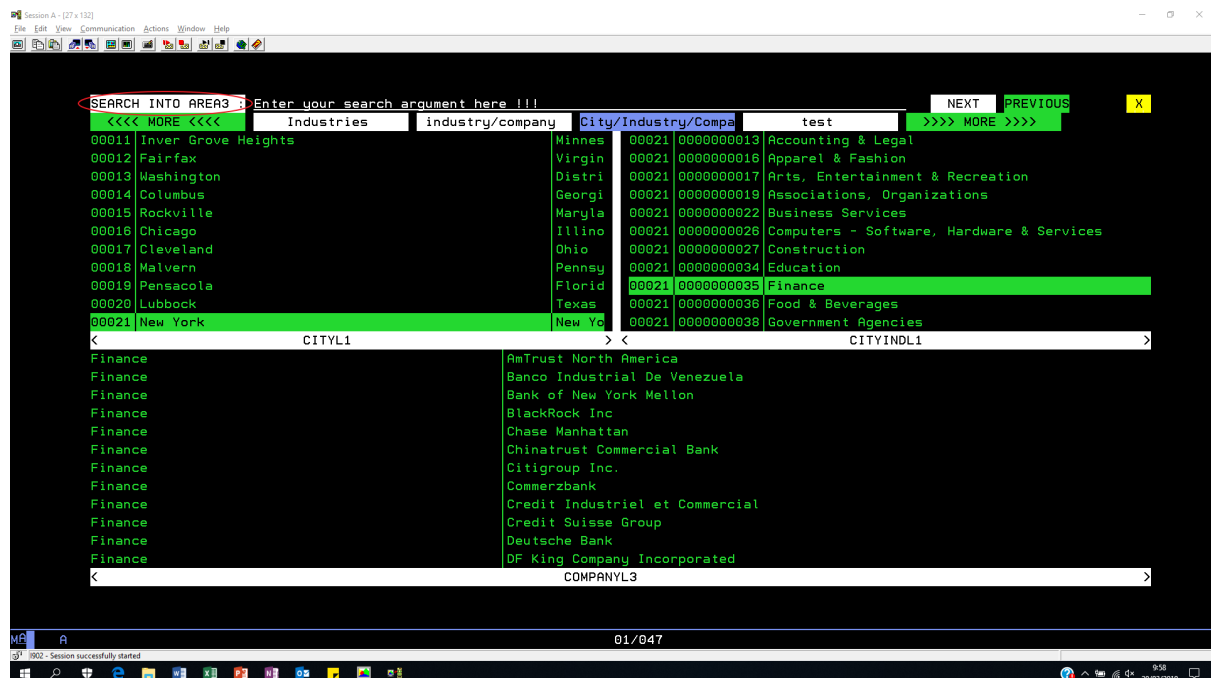 Session A - [27 x 132]
File Edit View Communication Actions Window Help
SEARCH INTO AREA3 : Enter your search argument here !!! NEXT PREVIOUS X
<<<< MORE <<<< Industries industry/company City/Industry/Compa test >>>> MORE >>>>
00011 Inver Grove Heights Minnes 00021 0000000013 Accounting & Legal
00012 Fairfax Virgin 00021 0000000016 Apparel & Fashion
00013 Washington Distri 00021 0000000017 Arts, Entertainment & Recreation
00014 Columbus Georgi 00021 0000000019 Associations, Organizations
00015 Rockville Maryla 00021 0000000022 Business Services
00016 Chicago Illino 00021 0000000026 Computers - Software, Hardware & Services
00017 Cleveland Ohio 00021 0000000027 Construction
00018 Malvern Pennsy 00021 0000000034 Education
00019 Pensacola Florid 00021 0000000035 Finance
00020 Lubbock Texas 00021 0000000036 Food & Beverages
00021 New York New Yo 00021 0000000038 Government Agencies
< CITYL1 > < CITYINDL1 >
Finance AmTrust North America
Finance Banco Industrial De Venezuela
Finance Bank of New York Mellon
Finance BlackRock Inc
Finance Chase Manhattan
Finance Chinatrust Commercial Bank
Finance Citigroup Inc.
Finance Commerzbank
Finance Credit Industriel et Commercial
Finance Credit Suisse Group
Finance Deutsche Bank
Finance DF King Company Incorporated
< COMPANYL3 >
MA A 01/047
I902 - Session successfully started
9:58